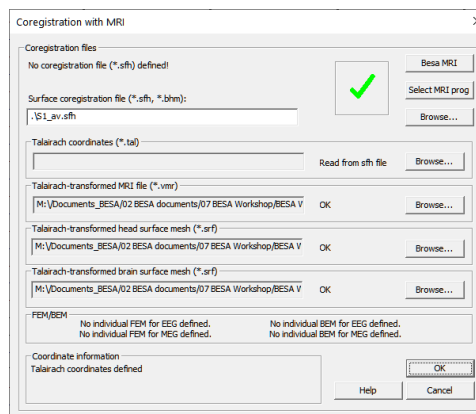 Coregistration with MRI
Coregistration files
No coregistration file (*.sfh) defined!
Besa MRI
Surface coregistration file (*.sfh, *.bhm):
Select MRI prog
.\S1_av.sfh
Browse...
Talairach coordinates (*.tal)
Read from sfh file
Browse...
Talairach-transformed MRI file (*.vmr)
M:\/Documents_BESA/02 BESA documents/07 BESA Workshop/BESA W
OK
Browse...
Talairach-transformed head surface mesh (*.srf)
M:\/Documents_BESA/02 BESA documents/07 BESA Workshop/BESA W
OK
Browse...
Talairach-transformed brain surface mesh (*.srf)
M:\/Documents_BESA/02 BESA documents/07 BESA Workshop/BESA W
OK
Browse...
FEM/BEM
No individual FEM for EEG defined.
No individual BEM for EEG defined.
No individual FEM for MEG defined.
No individual BEM for MEG defined.
Coordinate information
Talairach coordinates defined
OK
Help
Cancel